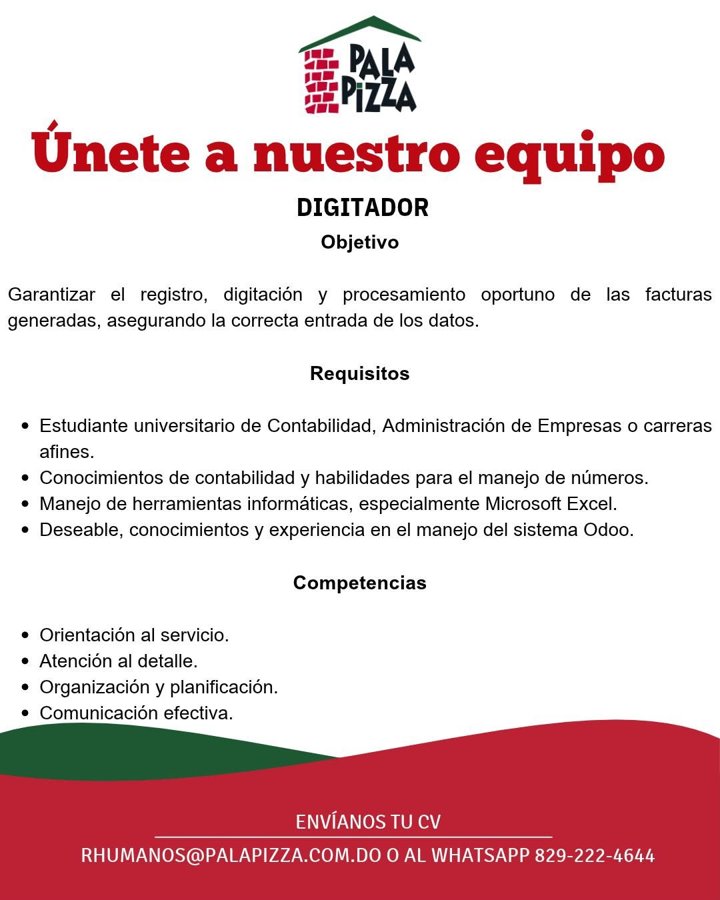 PALA
PIZZA
Únete a nuestro equipo
DIGITADOR
Objetivo
Garantizar el registro, digitación y procesamiento oportuno de las facturas
generadas, asegurando la correcta entrada de los datos.
Requisitos
• Estudiante universitario de Contabilidad, Administración de Empresas o carreras
afines.
• Conocimientos de contabilidad y habilidades para el manejo de números.
• Manejo de herramientas informáticas, especialmente Microsoft Excel.
• Deseable, conocimientos y experiencia en el manejo del sistema Odoo.
Competencias
• Orientación al servicio.
• Atención al detalle.
• Organización y planificación.
• Comunicación efectiva.
ENVÍANOS TU CV
RHUMANOS@PALAPIZZA.COM.DO O AL WHATSAPP 829-222-4644